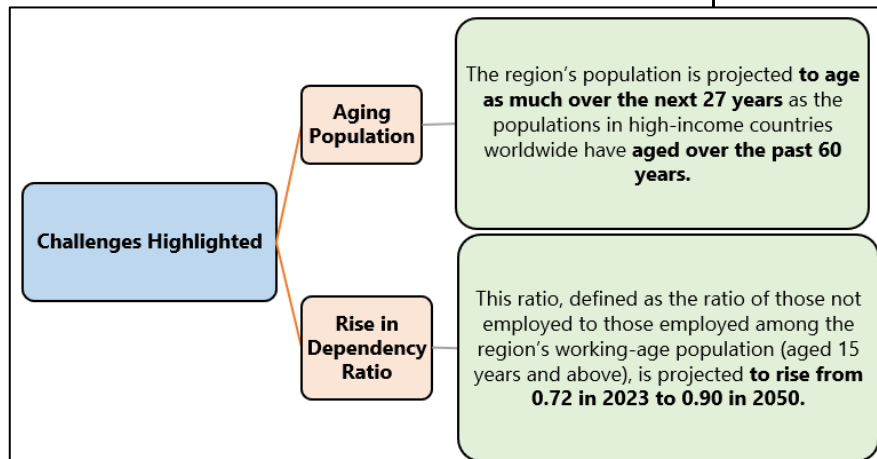 Challenges Highlighted
Aging
Population
The region’s population is projected to age
as much over the next 27 years as the
populations in high-income countries
worldwide have aged over the past 60
years.
Rise in
Dependency
Ratio
This ratio, defined as the ratio of those not
employed to those employed among the
region’s working-age population (aged 15
years and above), is projected to rise from
0.72 in 2023 to 0.90 in 2050.